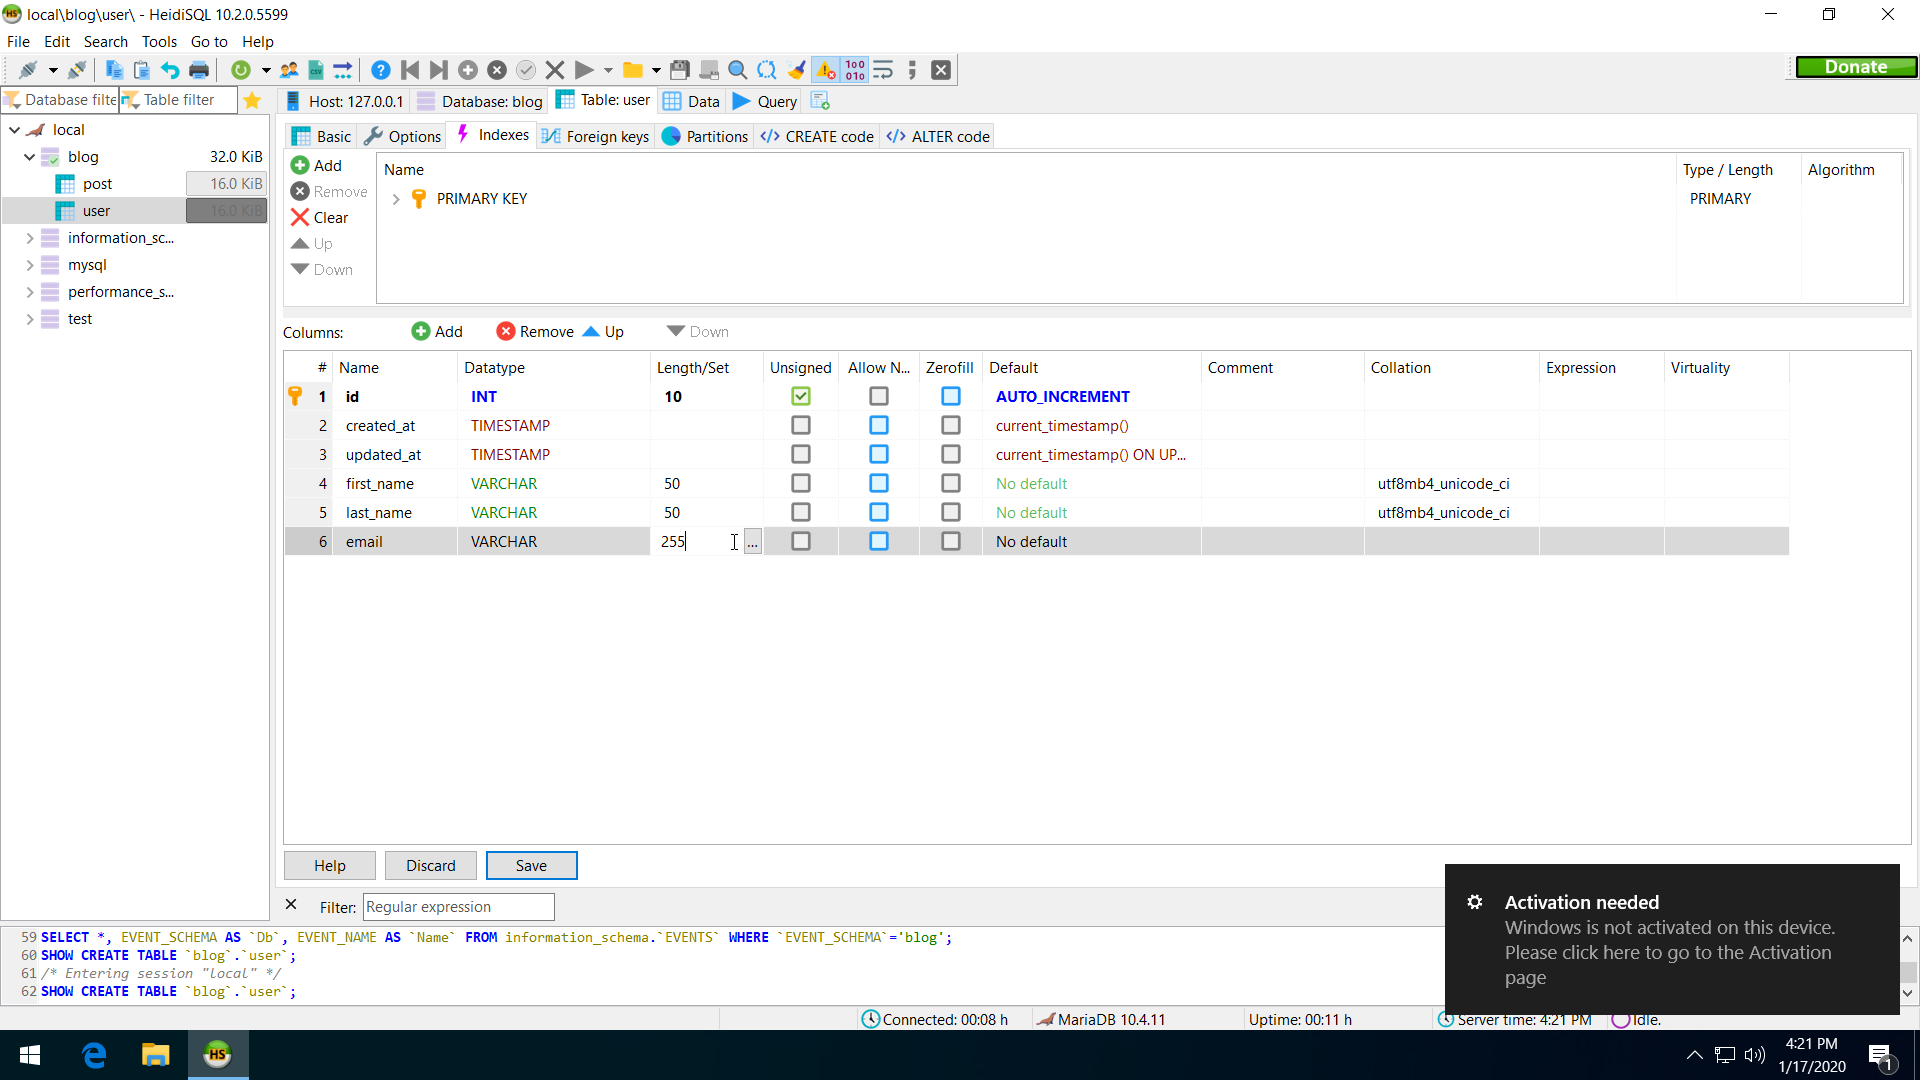 local\blog\user\ - HeidiSQL 10.2.0.5599
File Edit Search Tools Go to Help
Donate
Database filte Table filter
Host: 127.0.0.1 Database: blog Table: user Data Query
local
blog 32.0 KiB
post 16.0 KiB
user 16.0 KiB
information_sc...
mysql
performance_s...
test
Basic Options Indexes Foreign keys Partitions CREATE code ALTER code
Add
Remove
Clear
Up
Down
Name Type / Length Algorithm
PRIMARY KEY PRIMARY
Columns: Add Remove Up Down
# Name Datatype Length/Set Unsigned Allow N... Zerofill Default Comment Collation Expression Virtuality
1 id INT 10 AUTO_INCREMENT
2 created_at TIMESTAMP current_timestamp()
3 updated_at TIMESTAMP current_timestamp() ON UP...
4 first_name VARCHAR 50 No default utf8mb4_unicode_ci
5 last_name VARCHAR 50 No default utf8mb4_unicode_ci
6 email VARCHAR 255 ... No default
Help Discard Save
Filter: Regular expression
59 SELECT *, EVENT_SCHEMA AS `Db`, EVENT_NAME AS `Name` FROM information_schema.`EVENTS` WHERE `EVENT_SCHEMA`='blog';
60 SHOW CREATE TABLE `blog`.`user`;
61 /* Entering session "local" */
62 SHOW CREATE TABLE `blog`.`user`;
Activation needed
Windows is not activated on this device.
Please click here to go to the Activation
page
Connected: 00:08 h MariaDB 10.4.11 Uptime: 00:11 h Server time: 4:21 PM Idle.
HS
4:21 PM
1/17/2020
1